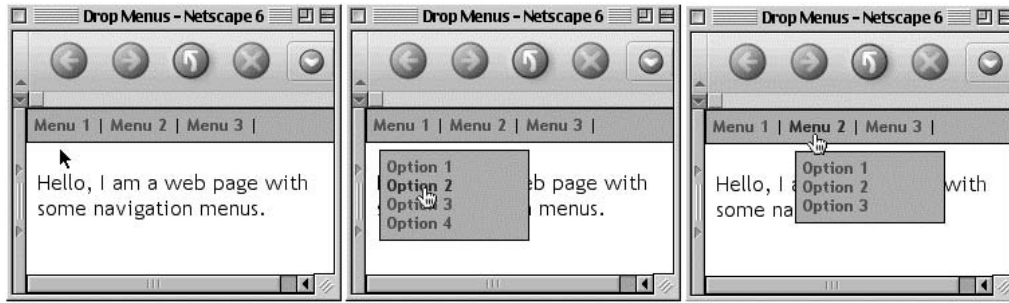 Drop Menus - Netscape 6
Menu 1 | Menu 2 | Menu 3 |
Hello, I am a web page with
some navigation menus.
Drop Menus - Netscape 6
Menu 1 | Menu 2 | Menu 3 |
Option 1
Option 2
Option 3
Option 4
eb page with
menus.
Drop Menus - Netscape 6
Menu 1 | Menu 2 | Menu 3 |
Option 1
Option 2
Option 3
Hello, I
with
some na